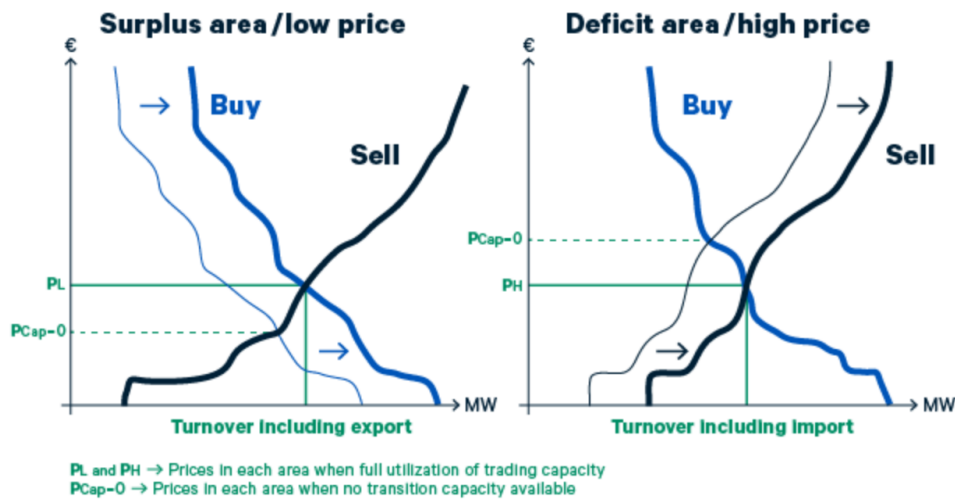 Surplus area/low price
€
Buy
Sell
PL
PCap-0
MW
Turnover including export
Deficit area/high price
€
Buy
Sell
PCap-0
PH
MW
Turnover including import
PL and PH → Prices in each area when full utilization of trading capacity
PCap-0 → Prices in each area when no transition capacity available